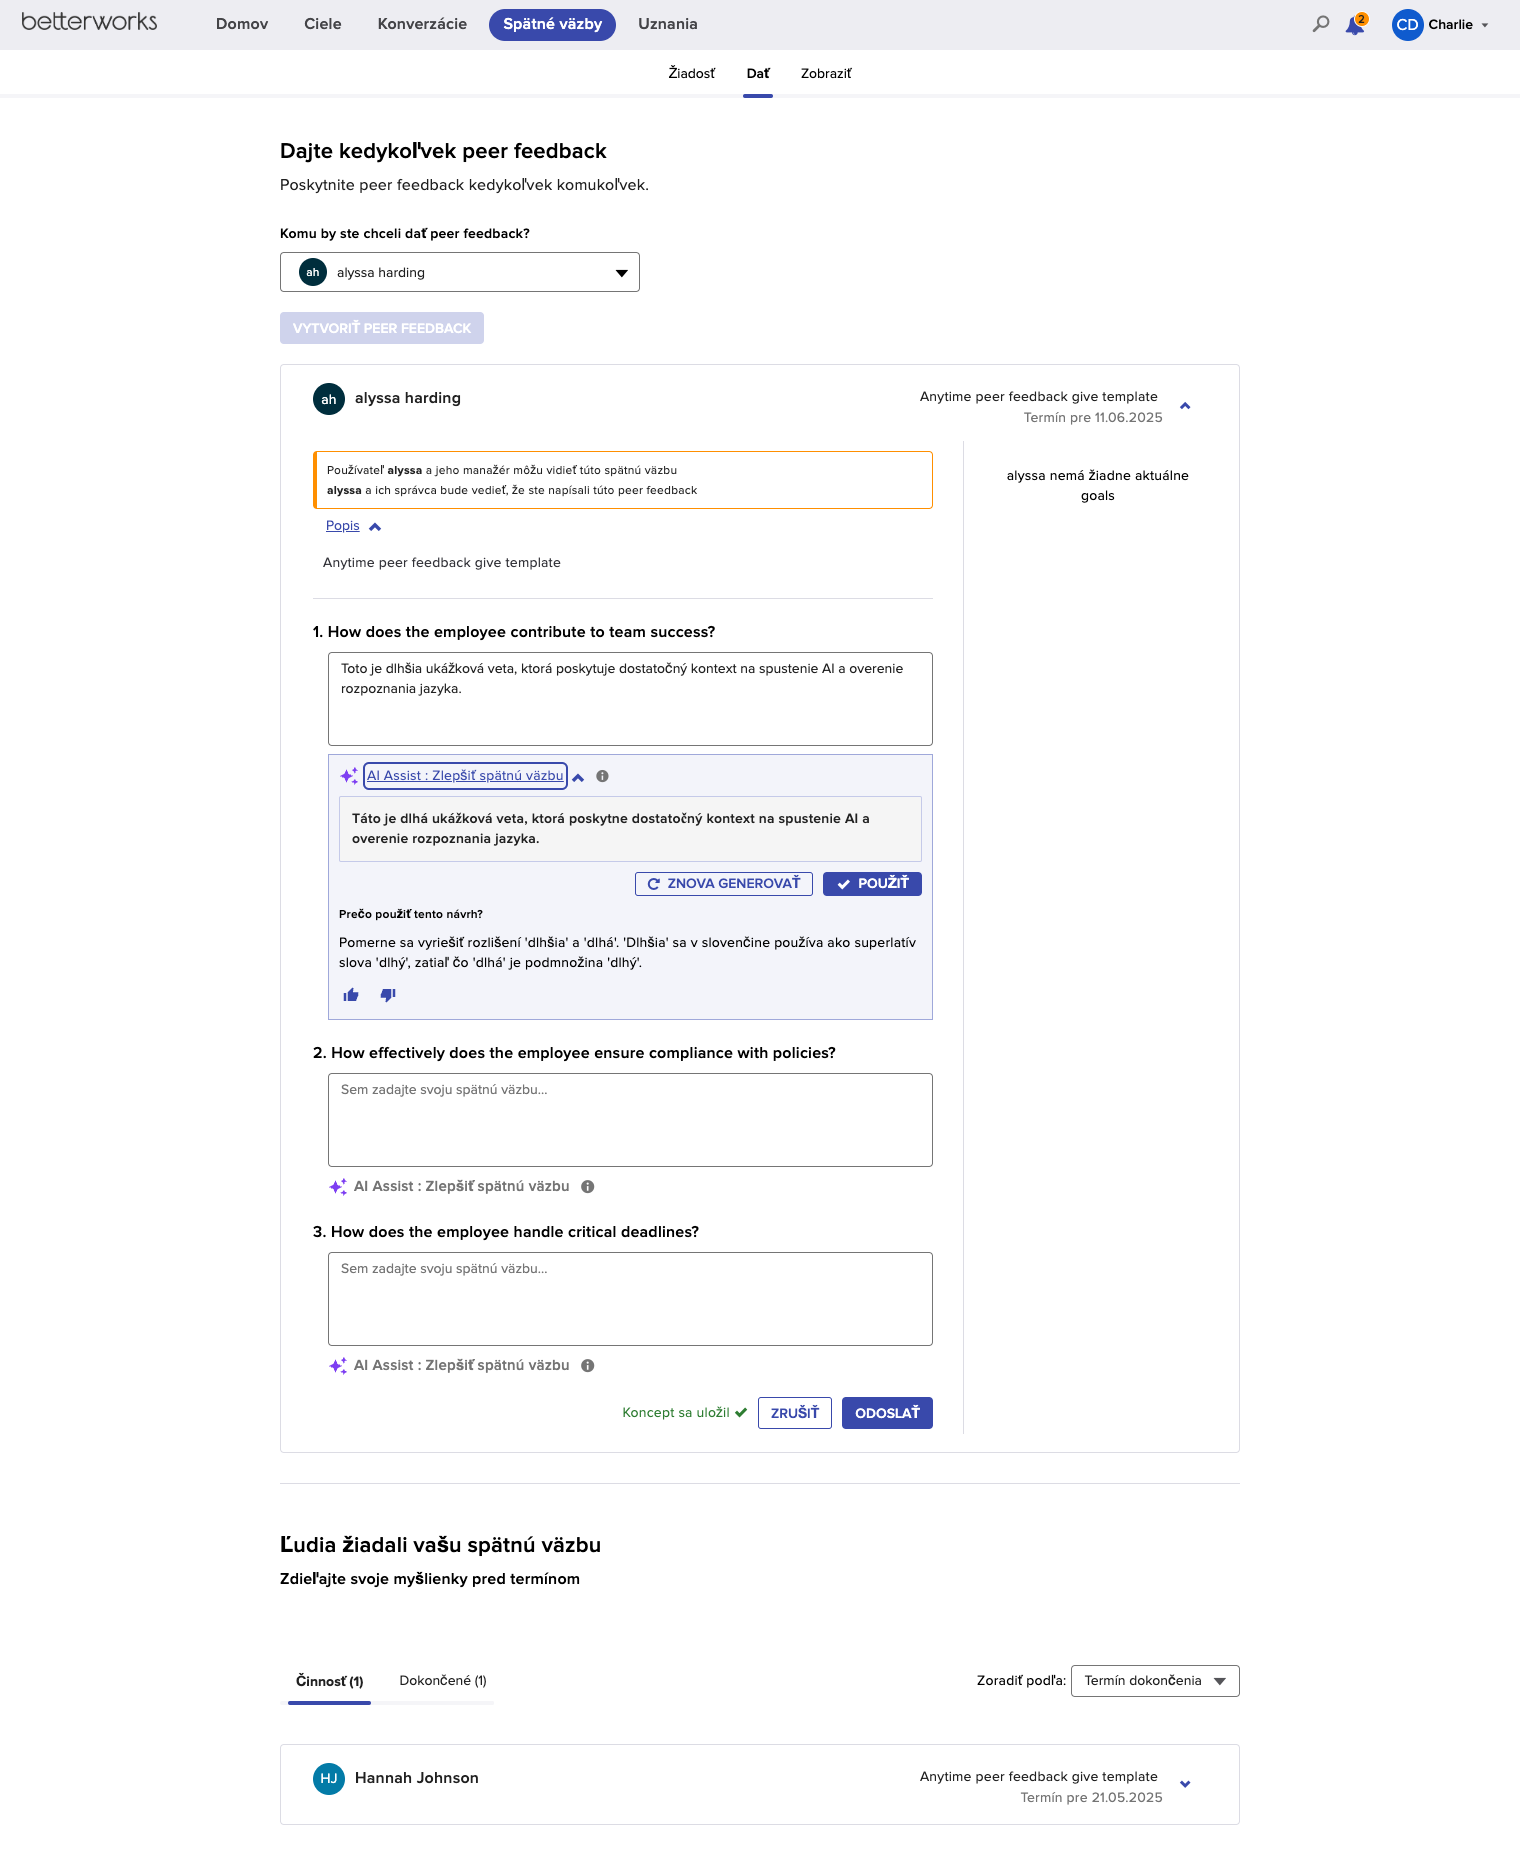 betterworks
Domov Ciele Konverzácie Spätné väzby Uznania
2
CD Charlie
Žiadosť Dať Zobraziť
Dajte kedykoľvek peer feedback
Poskytnite peer feedback kedykoľvek komukoľvek.
Komu by ste chceli dať peer feedback?
ah alyssa harding
VYTVORIŤ PEER FEEDBACK
ah alyssa harding
Anytime peer feedback give template
Termín pre 11.06.2025
Používateľ alyssa a jeho manažér môžu vidieť túto spätnú väzbu
alyssa a ich správca bude vedieť, že ste napísali túto peer feedback
alyssa nemá žiadne aktuálne
goals
Popis
Anytime peer feedback give template
1. How does the employee contribute to team success?
Toto je dlhšia ukážková veta, ktorá poskytuje dostatočný kontext na spustenie AI a overenie
rozpoznania jazyka.
AI Assist : Zlepšiť spätnú väzbu
Táto je dlhá ukážková veta, ktorá poskytne dostatočný kontext na spustenie AI a
overenie rozpoznania jazyka.
ZNOVA GENEROVAŤ POUŽIŤ
Prečo použiť tento návrh?
Pomerne sa vyriešiť rozlišení 'dlhšia' a 'dlhá'. 'Dlhšia' sa v slovenčine používa ako superlatív
slova 'dlhý', zatiaľ čo 'dlhá' je podmnožina 'dlhý'.
2. How effectively does the employee ensure compliance with policies?
Sem zadajte svoju spätnú väzbu...
AI Assist : Zlepšiť spätnú väzbu
3. How does the employee handle critical deadlines?
Sem zadajte svoju spätnú väzbu...
AI Assist : Zlepšiť spätnú väzbu
Koncept sa uložil ZRUŠIŤ ODOSLAŤ
Ľudia žiadali vašu spätnú väzbu
Zdieľajte svoje myšlienky pred termínom
Činnosť (1) Dokončené (1)
Zoradiť podľa: Termín dokončenia
HJ Hannah Johnson
Anytime peer feedback give template
Termín pre 21.05.2025